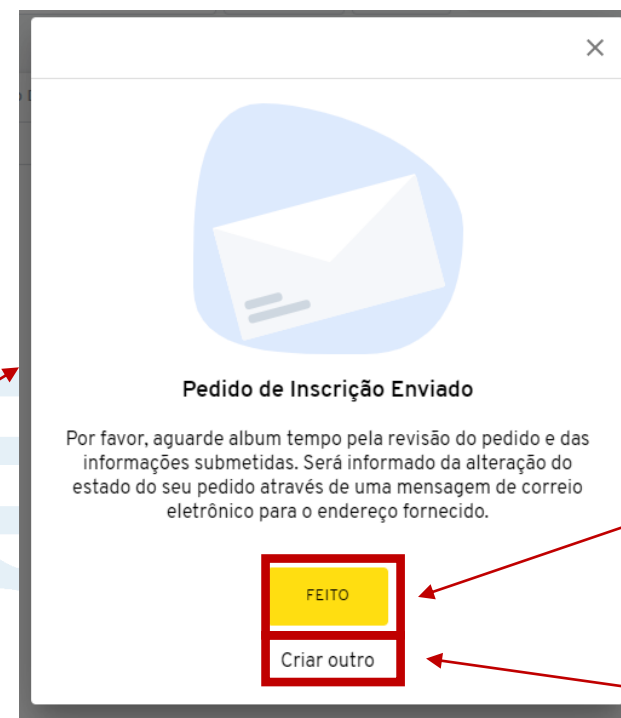 Pedido de Inscrição Enviado
Por favor, aguarde album tempo pela revisão do pedido e das
informações submetidas. Será informado da alteração do
estado do seu pedido através de uma mensagem de correio
eletrônico para o endereço fornecido.
FEITO
Criar outro